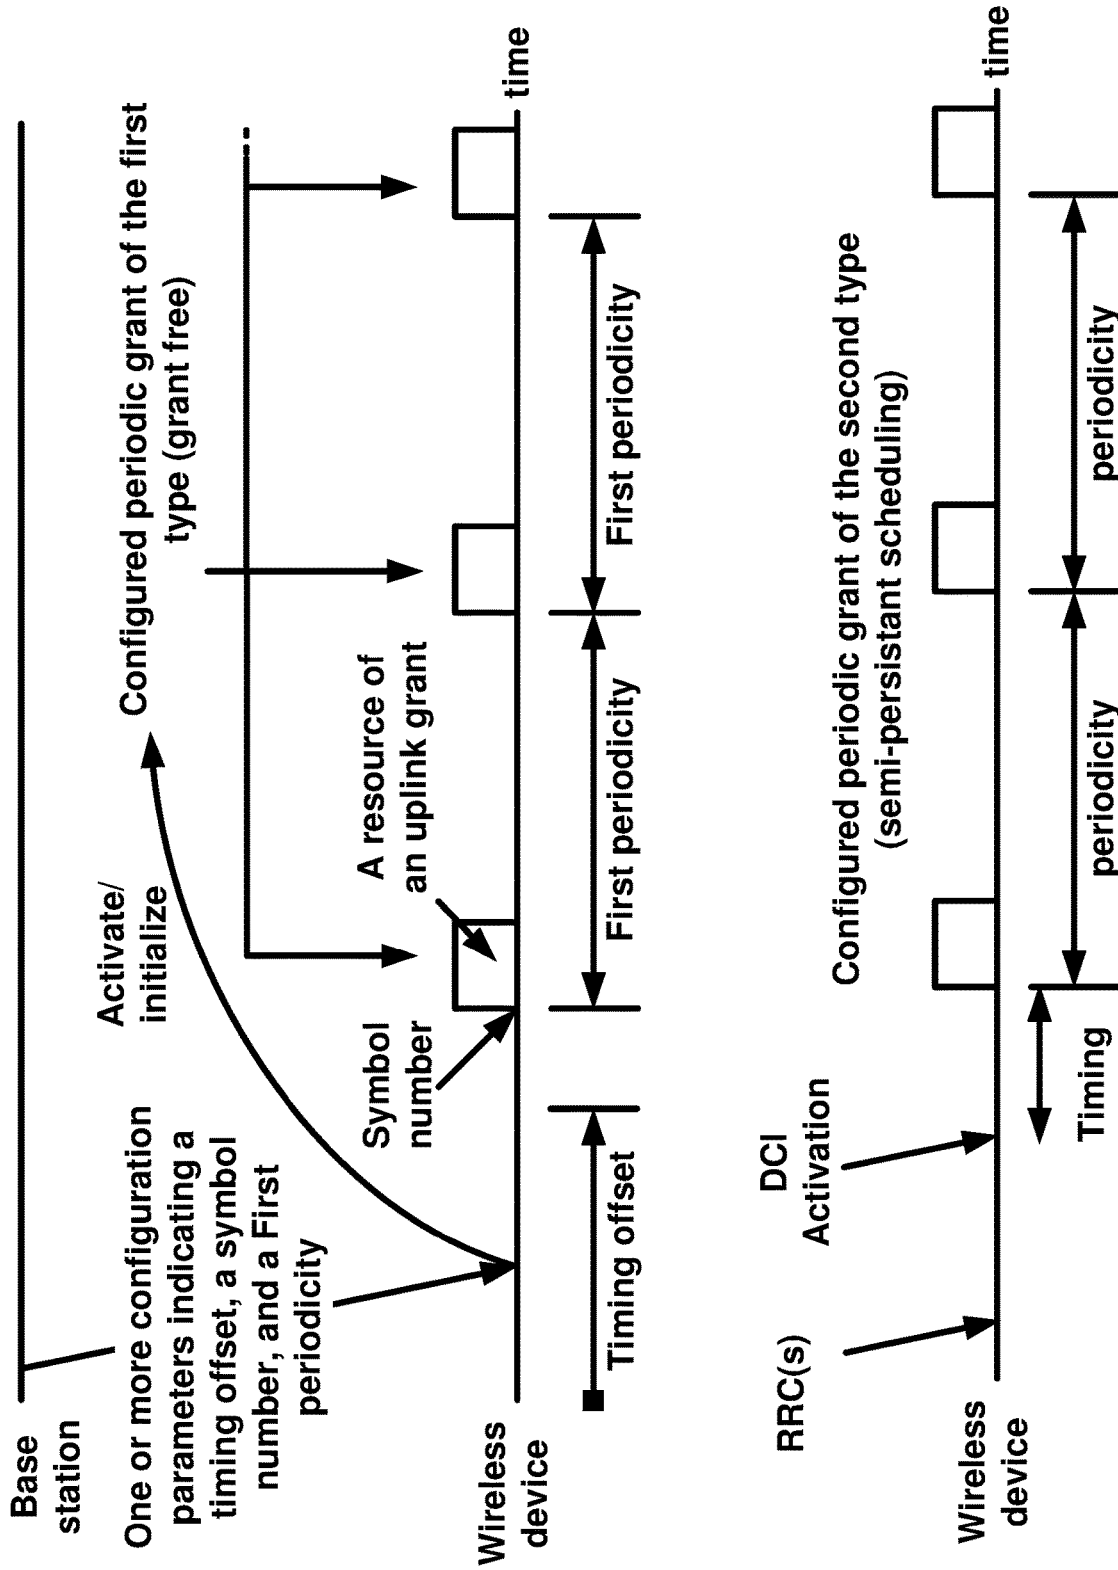 Base
station
One or more configuration
parameters indicating a
timing offset, a symbol
number, and a First
periodicity
Activate/
initialize
Configured periodic grant of the first
type (grant free)
Symbol
number
A resource of
an uplink grant
Wireless
device
time
Timing offset
First periodicity
First periodicity
RRC(s)
DCI
Activation
Configured periodic grant of the second type
(semi-persistant scheduling)
Wireless
device
time
Timing
periodicity
periodicity